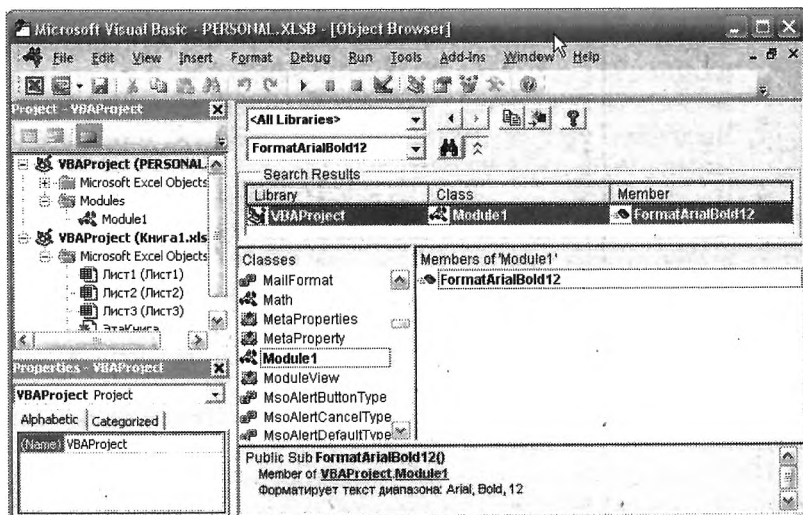 Microsoft Visual Basic - PERSONAL.XLSB - [Object Browser]
File Edit View Insert Format Debug Run Tools Add-Ins Window Help
Project - VBAProject
VBAProject (PERSONAL.
Microsoft Excel Objects
Modules
Module1
VBAProject (Книга1.xls
Microsoft Excel Objects
Лист1 (Лист1)
Лист2 (Лист2)
Лист3 (Лист3)
ЭтаКнига
Properties - VBAProject
VBAProject Project
Alphabetic Categorized
(Name) VBAProject
<All Libraries>
FormatArialBold12
Search Results
Library Class Member
VBAProject Module1 FormatArialBold12
Classes
MailFormat
Math
MetaProperties
MetaProperty
Module1
ModuleView
MsoAlertButtonType
MsoAlertCancelType
MsoAlertDefaultType
Members of 'Module1'
FormatArialBold12
Public Sub FormatArialBold12()
Member of VBAProject.Module1
Форматирует текст диапазона: Arial, Bold, 12